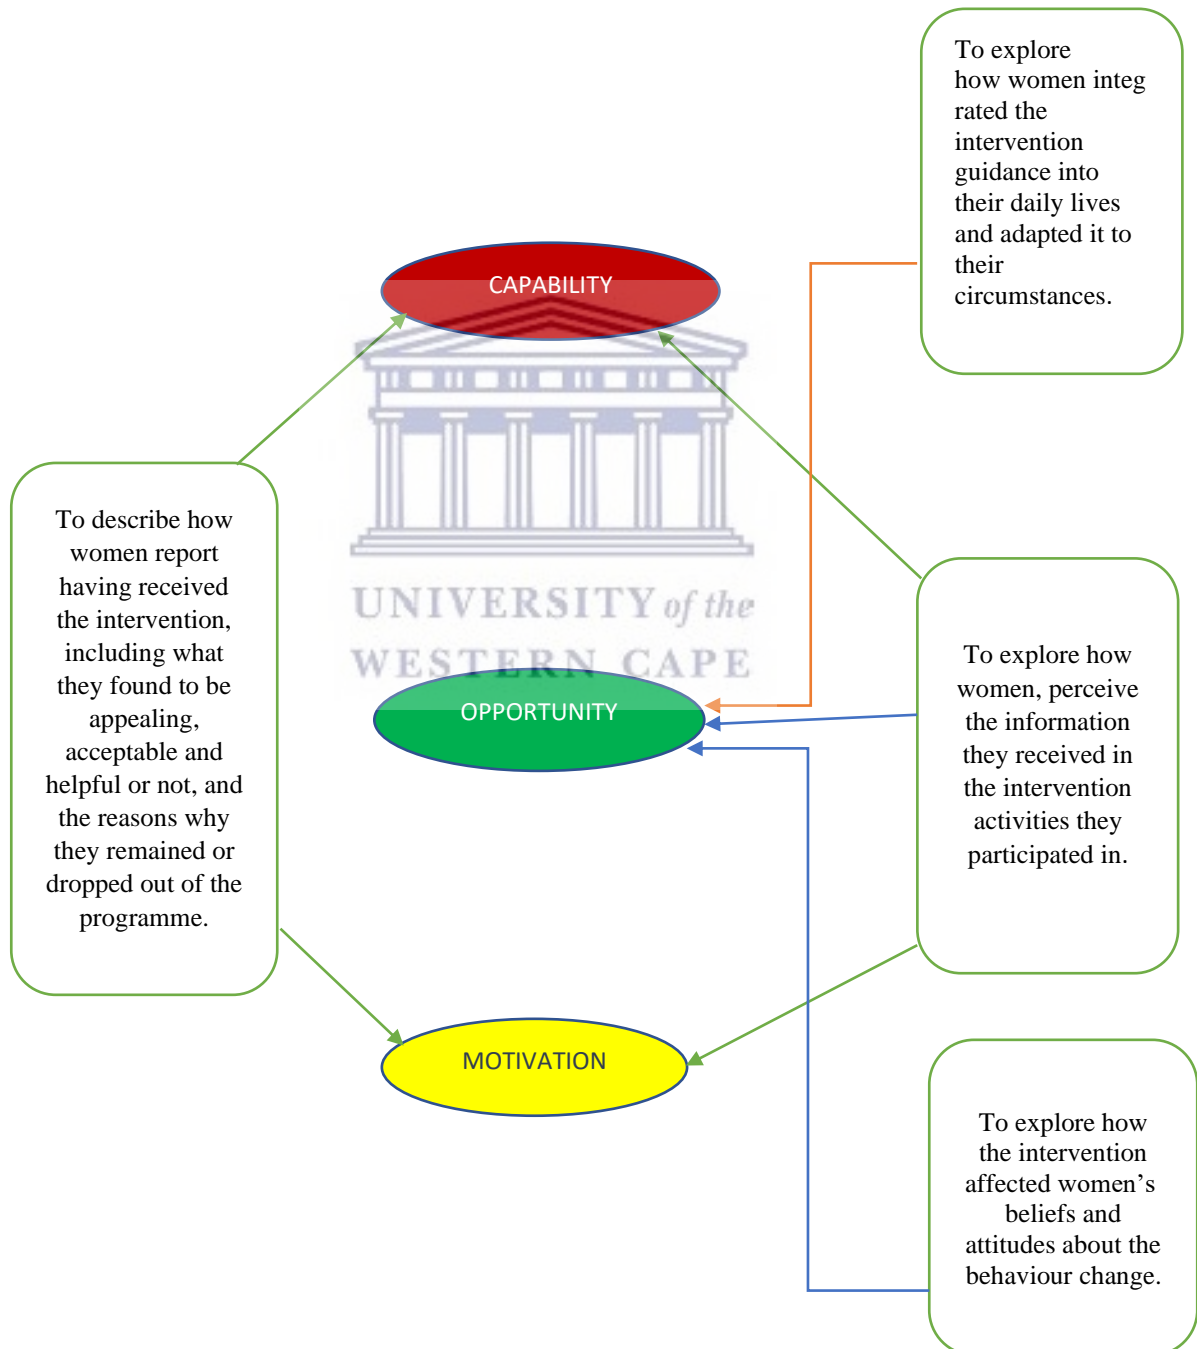 To explore
how women integ
rated the
intervention
guidance into
their daily lives
and adapted it to
their
circumstances.
CAPABILITY
To describe how
women report
having received
the intervention,
including what
they found to be
appealing,
acceptable and
helpful or not, and
the reasons why
they remained or
dropped out of the
programme.
UNIVERSITY of the
WESTERN CAPE
OPPORTUNITY
To explore how
women, perceive
the information
they received in
the intervention
activities they
participated in.
MOTIVATION
To explore how
the intervention
affected women’s
beliefs and
attitudes about the
behaviour change.